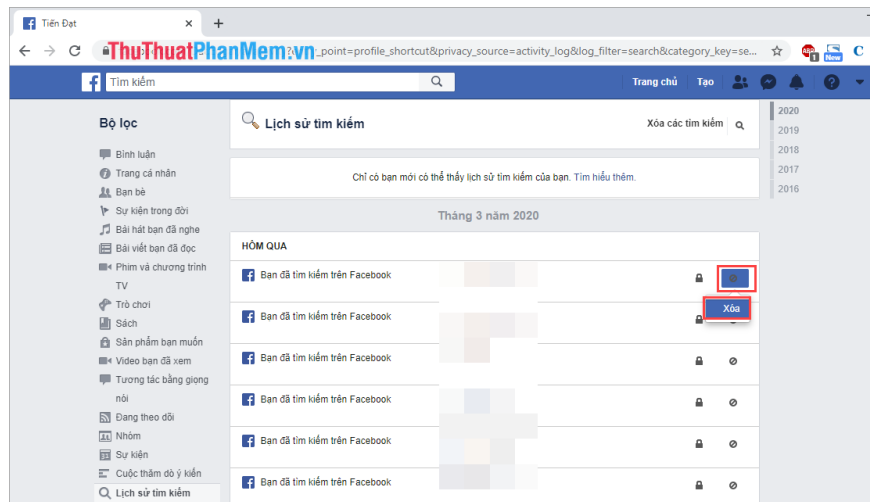 Tiến Đạt
ThuThuatPhanMem.vn
_point=profile_shortcut&privacy_source=activity_log&log_filter=search&category_key=se...
ABP
1
New
C
f
Tìm kiếm
Trang chủ
Tạo
Bộ lọc
Bình luận
Trang cá nhân
Bạn bè
Sự kiện trong đời
Bài hát bạn đã nghe
Bài viết bạn đã đọc
Phim và chương trình
TV
Trò chơi
Sách
Sản phẩm bạn muốn
Video bạn đã xem
Tương tác bằng giọng
nói
Đang theo dõi
Nhóm
Sự kiện
Cuộc thăm dò ý kiến
Lịch sử tìm kiếm
Lịch sử tìm kiếm
Xóa các tìm kiếm
Chỉ có bạn mới có thể thấy lịch sử tìm kiếm của bạn. Tìm hiểu thêm.
Tháng 3 năm 2020
HÔM QUA
Bạn đã tìm kiếm trên Facebook
Xóa
Bạn đã tìm kiếm trên Facebook
Bạn đã tìm kiếm trên Facebook
Bạn đã tìm kiếm trên Facebook
Bạn đã tìm kiếm trên Facebook
Bạn đã tìm kiếm trên Facebook
2020
2019
2018
2017
2016